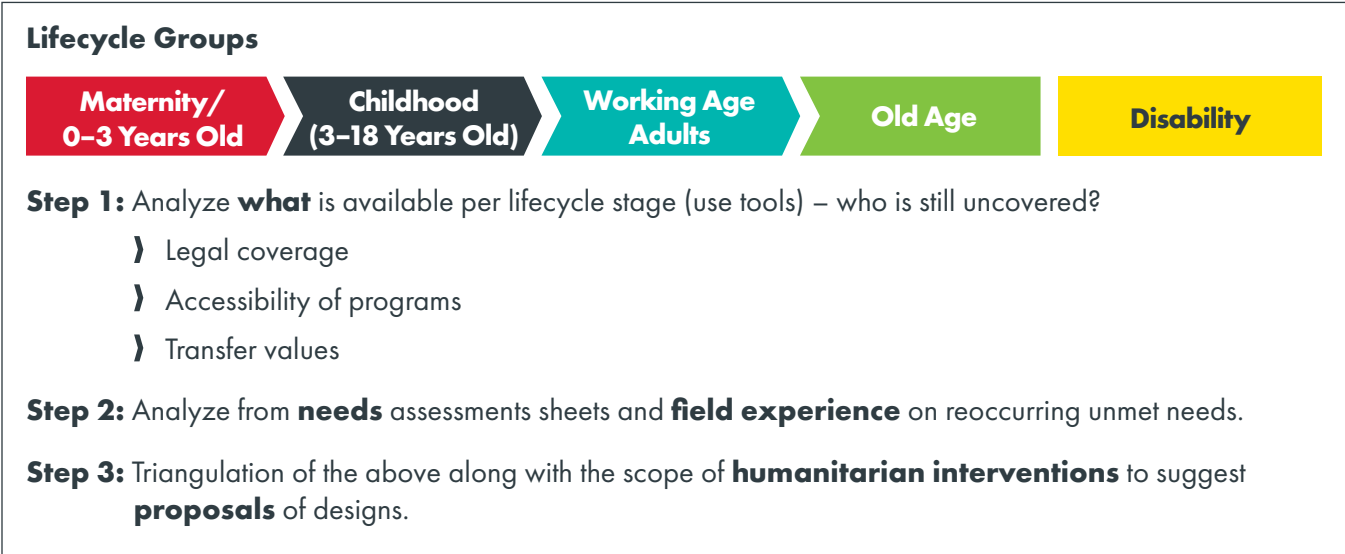 Lifecycle Groups
Maternity/
0–3 Years Old
Childhood
(3–18 Years Old)
Working Age
Adults
Old Age
Disability
Step 1: Analyze what is available per lifecycle stage (use tools) – who is still uncovered?
Legal coverage
Accessibility of programs
Transfer values
Step 2: Analyze from needs assessments sheets and field experience on reoccurring unmet needs.
Step 3: Triangulation of the above along with the scope of humanitarian interventions to suggest
proposals of designs.